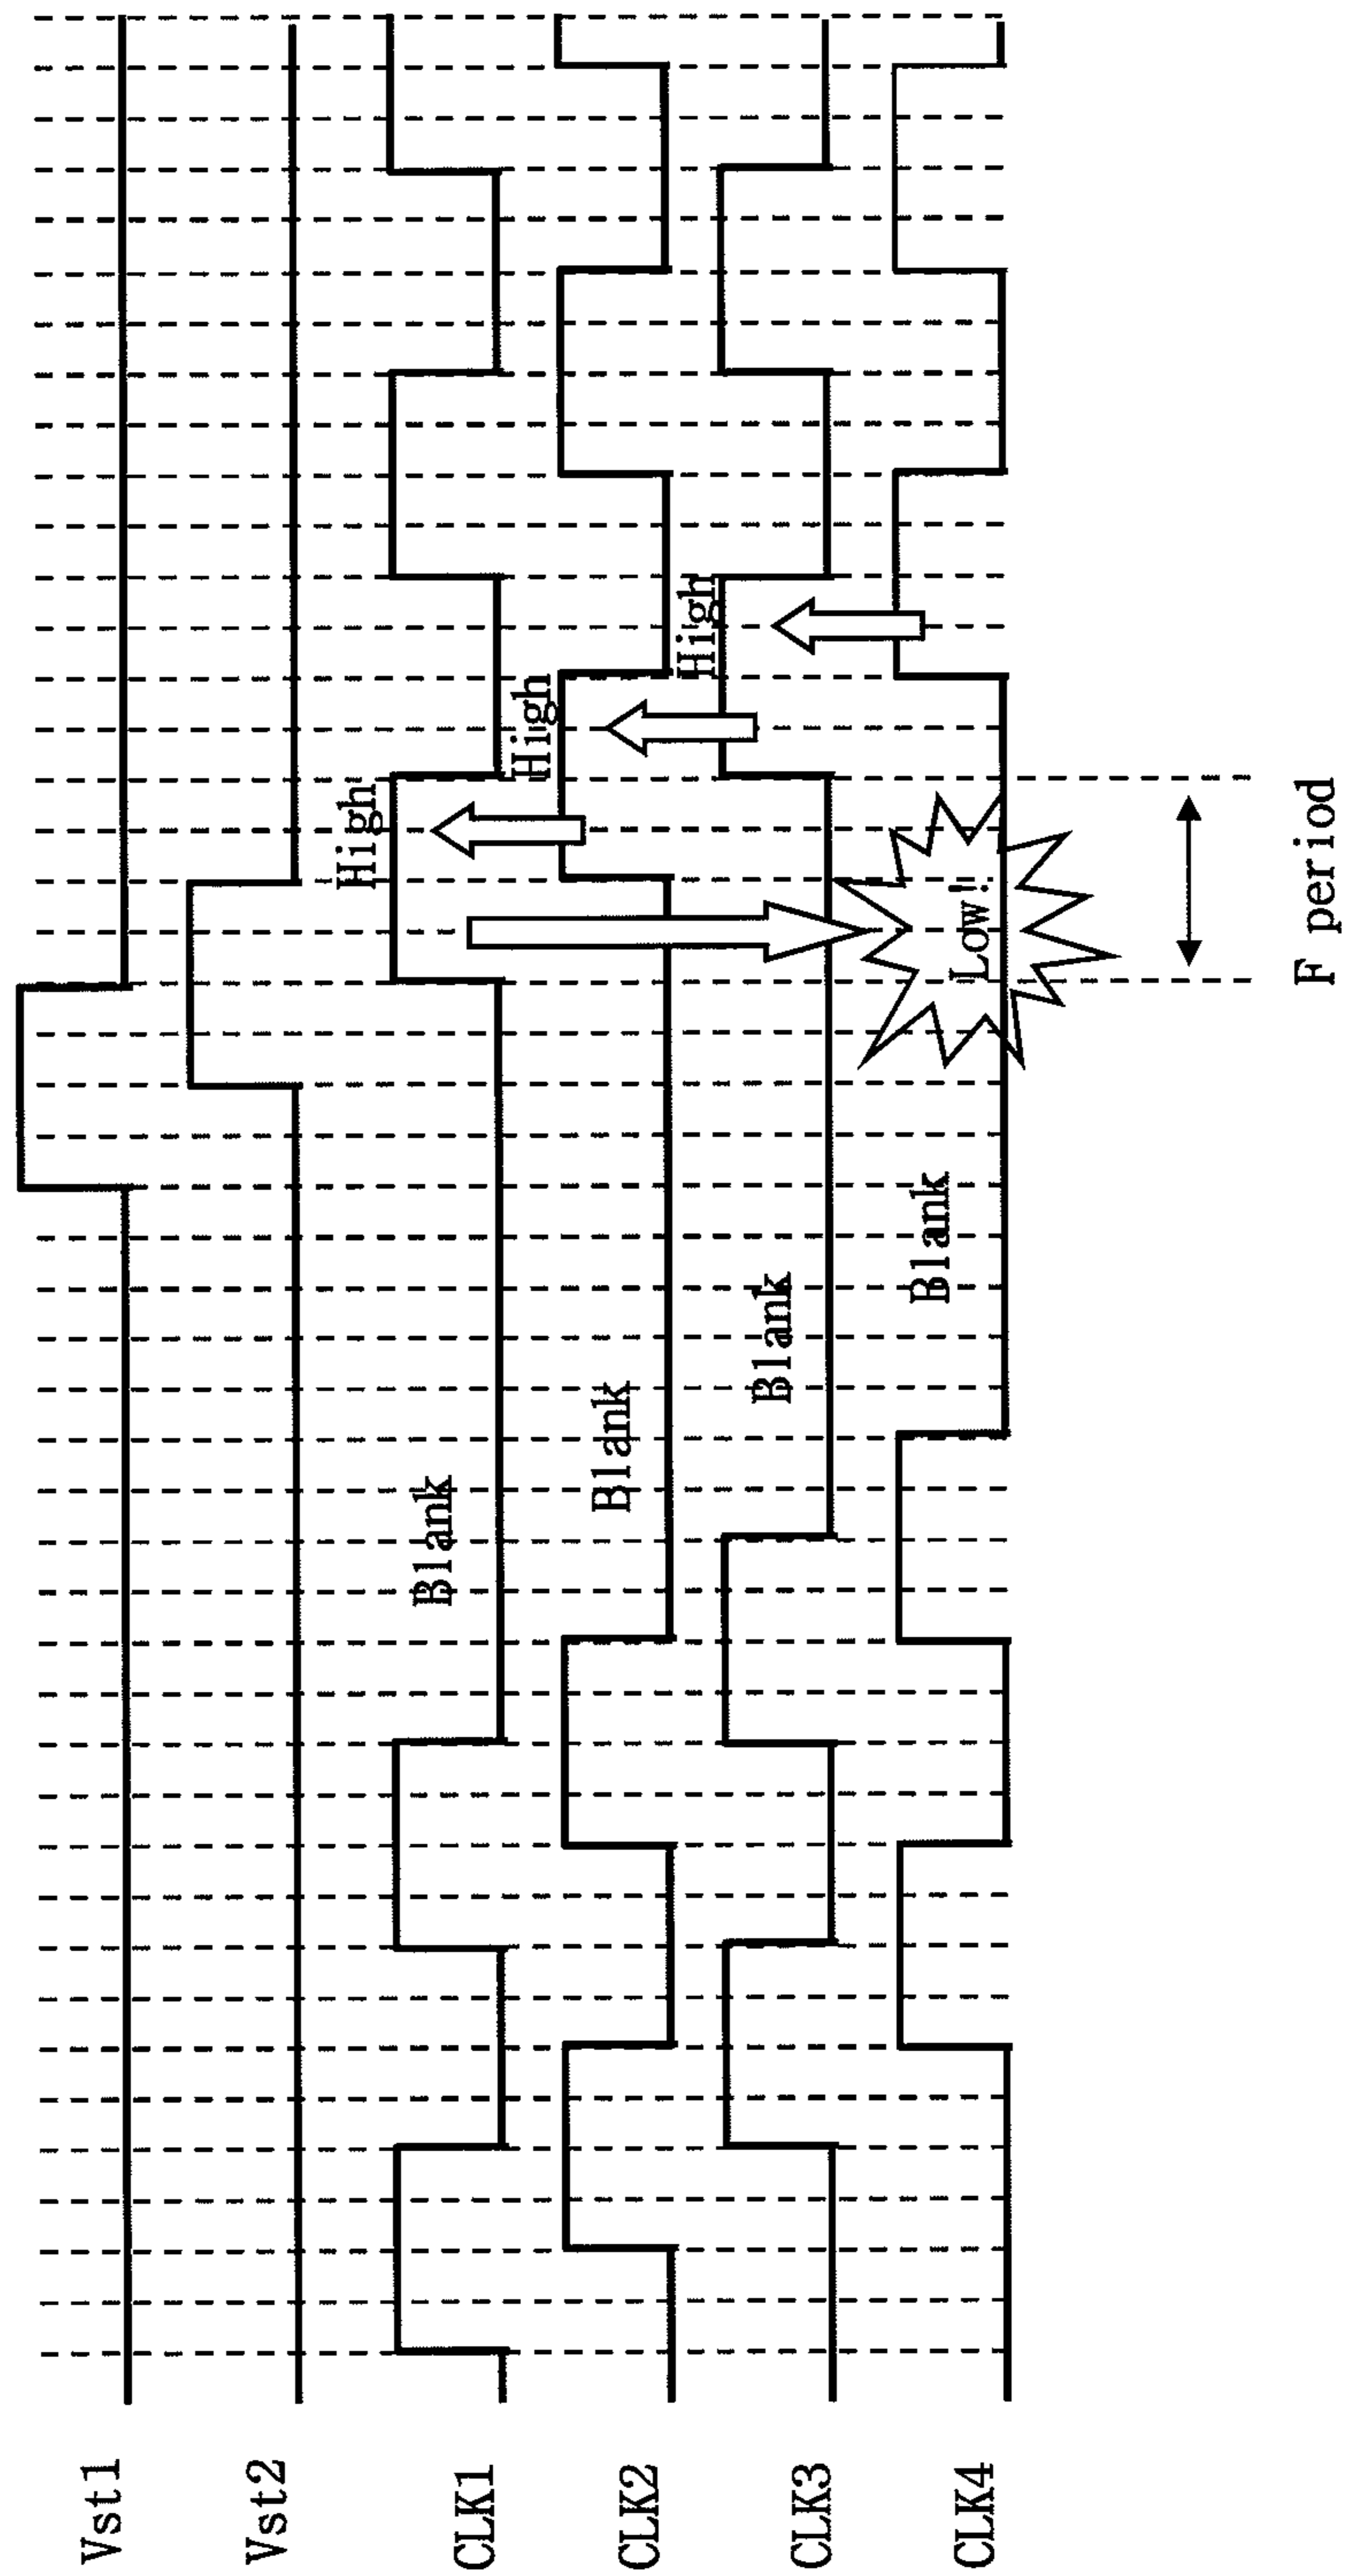 Vst1
Vst2
CLK1
Blank
High
CLK2
Blank
High
CLK3
Blank
High
CLK4
Blank
Low!
F period